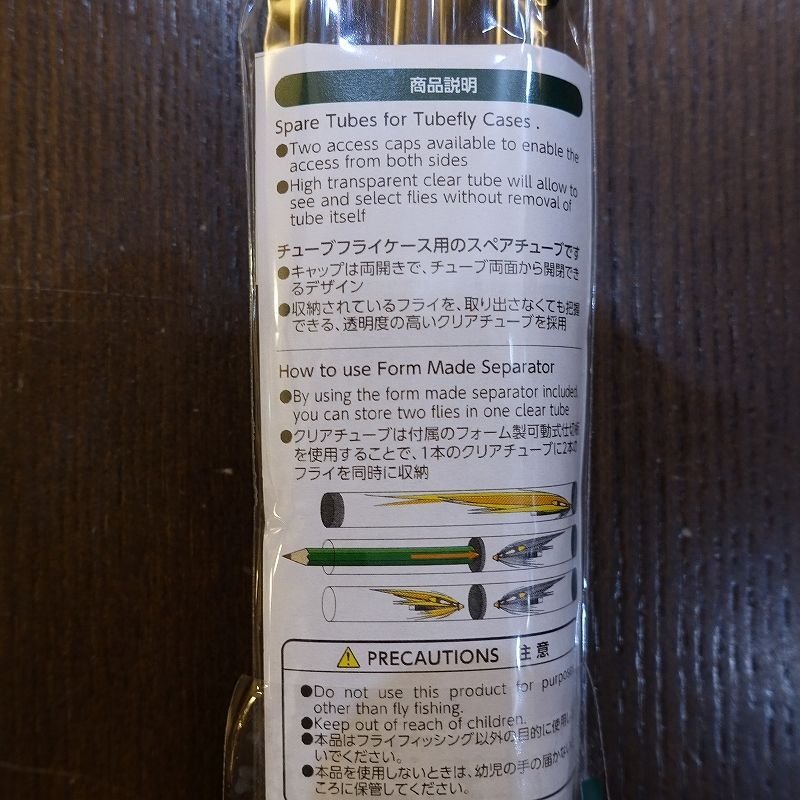 商品説明
Spare Tubes for Tubefly Cases .
●Two access caps available to enable the
access from both sides
●High transparent clear tube will allow to
see and select flies without removal of
tube itself
チューブフライケース用のスペアチューブです
●キャップは両開きで、チューブ両面から開閉でき
るデザイン
●収納されているフライを、取り出さなくても把握
できる、透明度の高いクリアチューブを採用
How to use Form Made Separator
●By using the form made separator included,
you can store two flies in one clear tube
●クリアチューブは付属のフォーム製可動式仕切
を使用することで、1本のクリアチューブに2本の
フライを同時に収納
PRECAUTIONS 主意
●Do not use this product for
other than fly fishing.
●Keep out of reach of children.
●本品はフライフィッシング以外の目的に使用し
いでください。
●本品を使用しないときは、幼児の手の届かない
ころに保管してください。